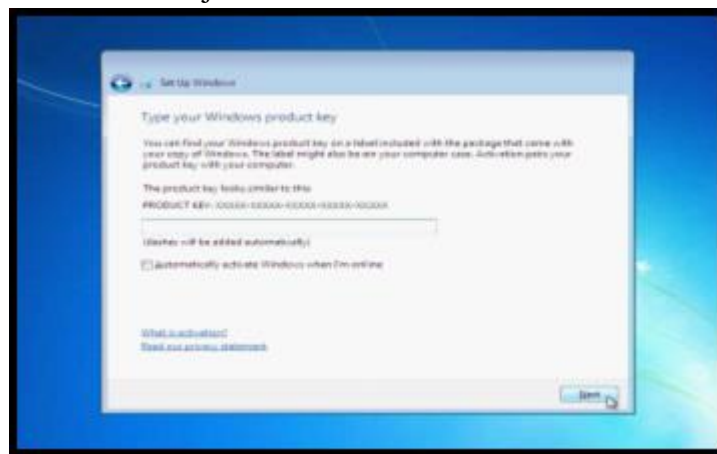 Set Up Windows
Type your Windows product key
You can find your Windows product key on a label included with the package that came with
your copy of Windows. The label might also be on your computer case. Activation pairs your
product key with your computer.
The product key looks similar to this:
PRODUCT KEY: XXXXX-XXXXX-XXXXX-XXXXX-XXXXX
(dashes will be added automatically)
Automatically activate Windows when I'm online
What is activation?
Read our privacy statement
Next